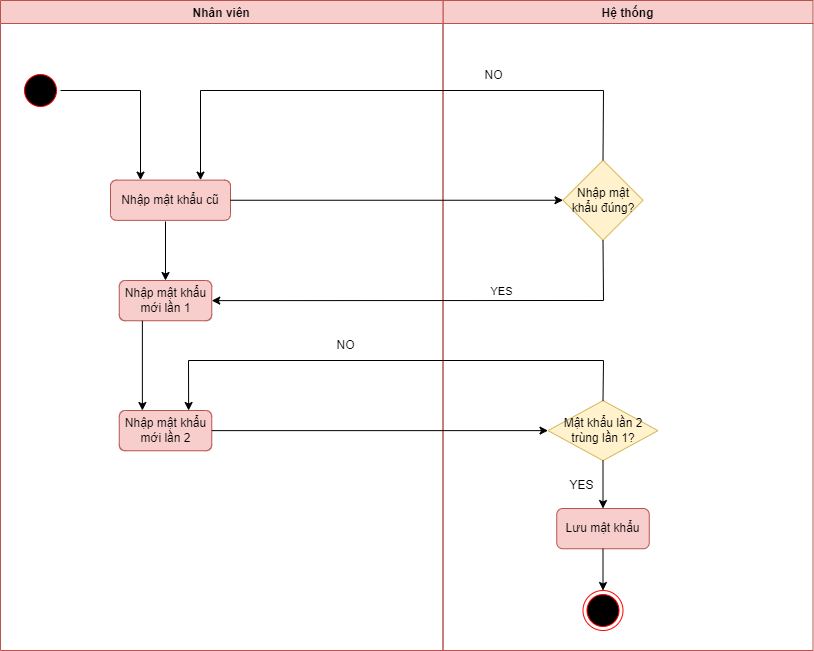 Nhân viên
Hệ thống
NO
Nhập mật khẩu cũ
Nhập mật
khẩu đúng?
Nhập mật khẩu
mới lần 1
YES
NO
Nhập mật khẩu
mới lần 2
Mật khẩu lần 2
trùng lần 1?
YES
Lưu mật khẩu